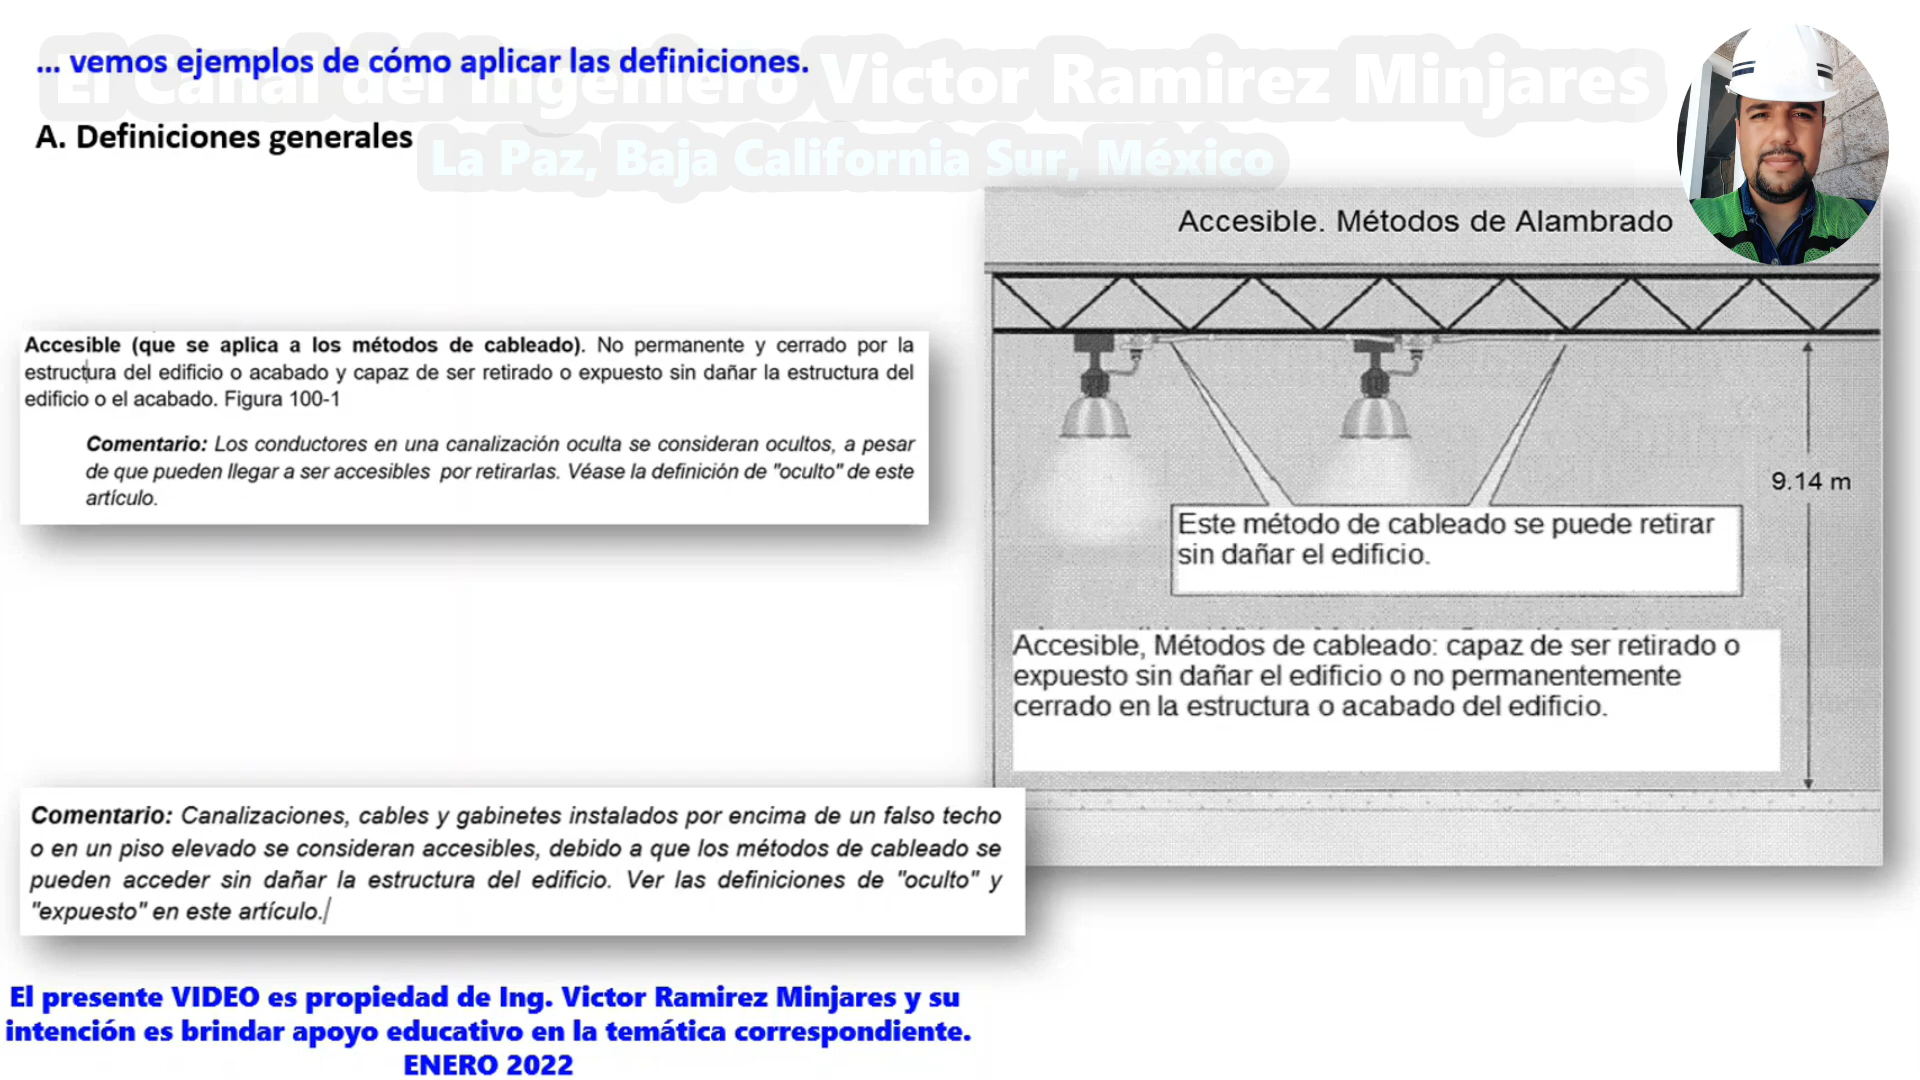 ... vemos ejemplos de cómo aplicar las definiciones.
El Canal del Ingeniero Victor Ramirez Minjares
A. Definiciones generales
La Paz, Baja California Sur, México
Accesible. Métodos de Alambrado
Accesible (que se aplica a los métodos de cableado). No permanente y cerrado por la
estructura del edificio o acabado y capaz de ser retirado o expuesto sin dañar la estructura del
edificio o el acabado. Figura 100-1
Comentario: Los conductores en una canalización oculta se consideran ocultos, a pesar
de que pueden llegar a ser accesibles por retirarlas. Véase la definición de "oculto" de este
artículo.
9.14 m
Este método de cableado se puede retirar
sin dañar el edificio.
Accesible, Métodos de cableado: capaz de ser retirado o
expuesto sin dañar el edificio o no permanentemente
cerrado en la estructura o acabado del edificio.
Comentario: Canalizaciones, cables y gabinetes instalados por encima de un falso techo
o en un piso elevado se consideran accesibles, debido a que los métodos de cableado se
pueden acceder sin dañar la estructura del edificio. Ver las definiciones de "oculto" y
"expuesto" en este artículo.
El presente VIDEO es propiedad de Ing. Victor Ramirez Minjares y su
intención es brindar apoyo educativo en la temática correspondiente.
ENERO 2022